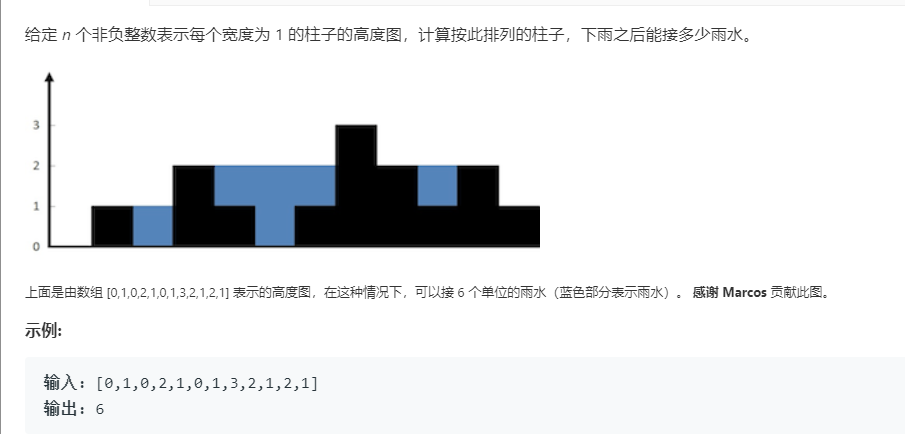 给定 n 个非负整数表示每个宽度为 1 的柱子的高度图，计算按此排列的柱子，下雨之后能接多少雨水。
3
2
1
0
上面是由数组 [0,1,0,2,1,0,1,3,2,1,2,1] 表示的高度图，在这种情况下，可以接 6 个单位的雨水（蓝色部分表示雨水）。 感谢 Marcos 贡献此图。
示例:
输入: [0,1,0,2,1,0,1,3,2,1,2,1]
输出: 6